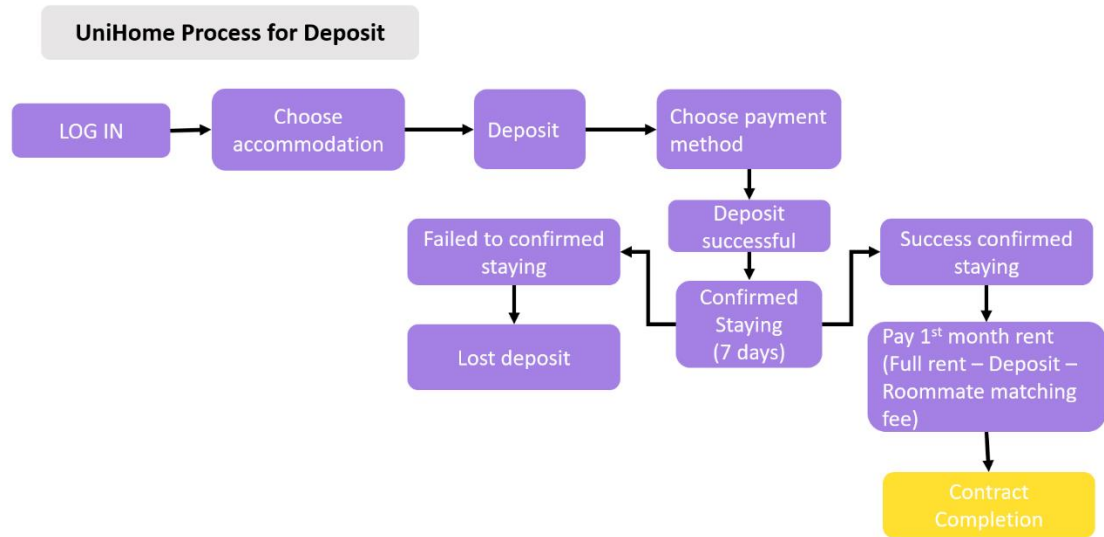 UniHome Process for Deposit
LOG IN
Choose
accommodation
Deposit
Choose payment
method
Deposit
successful
Failed to confirmed
staying
Success confirmed
staying
Confirmed
Staying
(7 days)
Lost deposit
Pay 1st month rent
(Full rent – Deposit –
Roommate matching
fee)
Contract
Completion